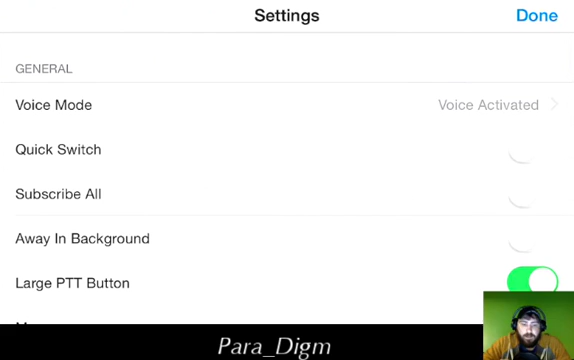 Settings
Done
GENERAL
Voice Mode
Voice Activated
Quick Switch
Subscribe All
Away In Background
Large PTT Button
Para_Digm